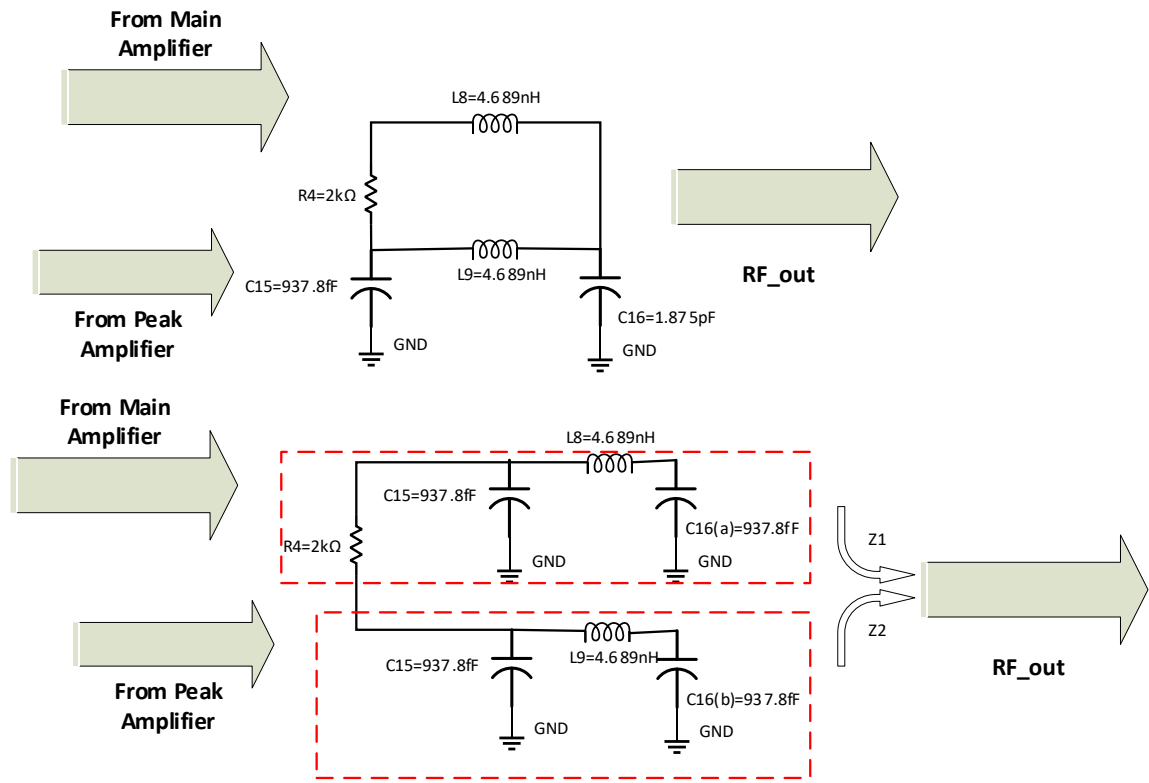 From Main
Amplifier
L8=4.689nH
R4=2kΩ
L9=4.689nH
C15=937.8fF
C16=1.875pF
GND
GND
From Peak
Amplifier
RF_out
From Main
Amplifier
L8=4.689nH
C15=937.8fF
C16(a)=937.8fF
R4=2kΩ
GND
GND
Z1
Z2
L9=4.689nH
C15=937.8fF
C16(b)=937.8fF
GND
GND
From Peak
Amplifier
RF_out